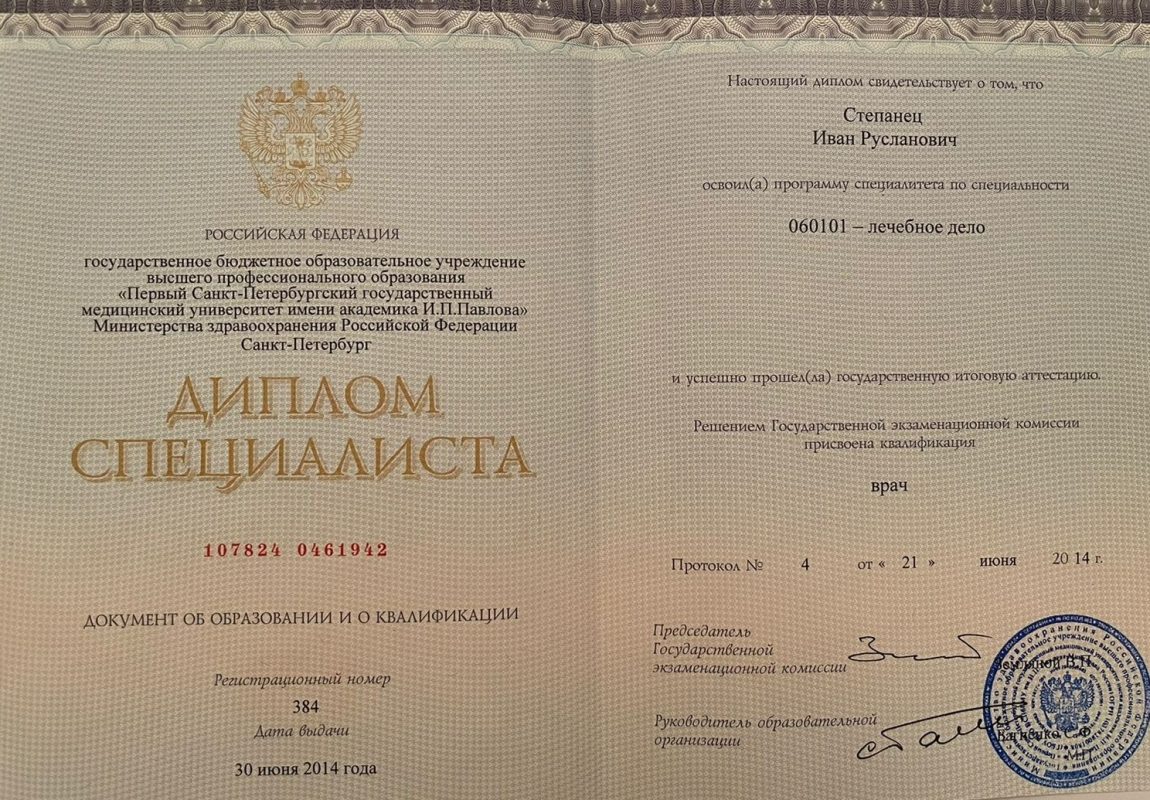 РОССИЙСКАЯ ФЕДЕРАЦИЯ
государственное бюджетное образовательное учреждение
высшего профессионального образования
«Первый Санкт-Петербургский государственный
медицинский университет имени академика И.П.Павлова»
Министерства здравоохранения Российской Федерации
Санкт-Петербург
ДИПЛОМ
СПЕЦИАЛИСТА
107824 0461942
ДОКУМЕНТ ОБ ОБРАЗОВАНИИ И О КВАЛИФИКАЦИИ
Регистрационный номер
384
Дата выдачи
30 июня 2014 года
Настоящий диплом свидетельствует о том, что
Степанец
Иван Русланович
освоил(а) программу специалитета по специальности
060101 – лечебное дело
и успешно прошел(ла) государственную итоговую аттестацию.
Решением Государственной экзаменационной комиссии
присвоена квалификация
врач
Протокол № 4 от « 21 » июня 2014 г.
Председатель
Государственной
экзаменационной комиссии
Земляной В.П.
Руководитель образовательной
организации
Багненко С.Ф.
М.П.